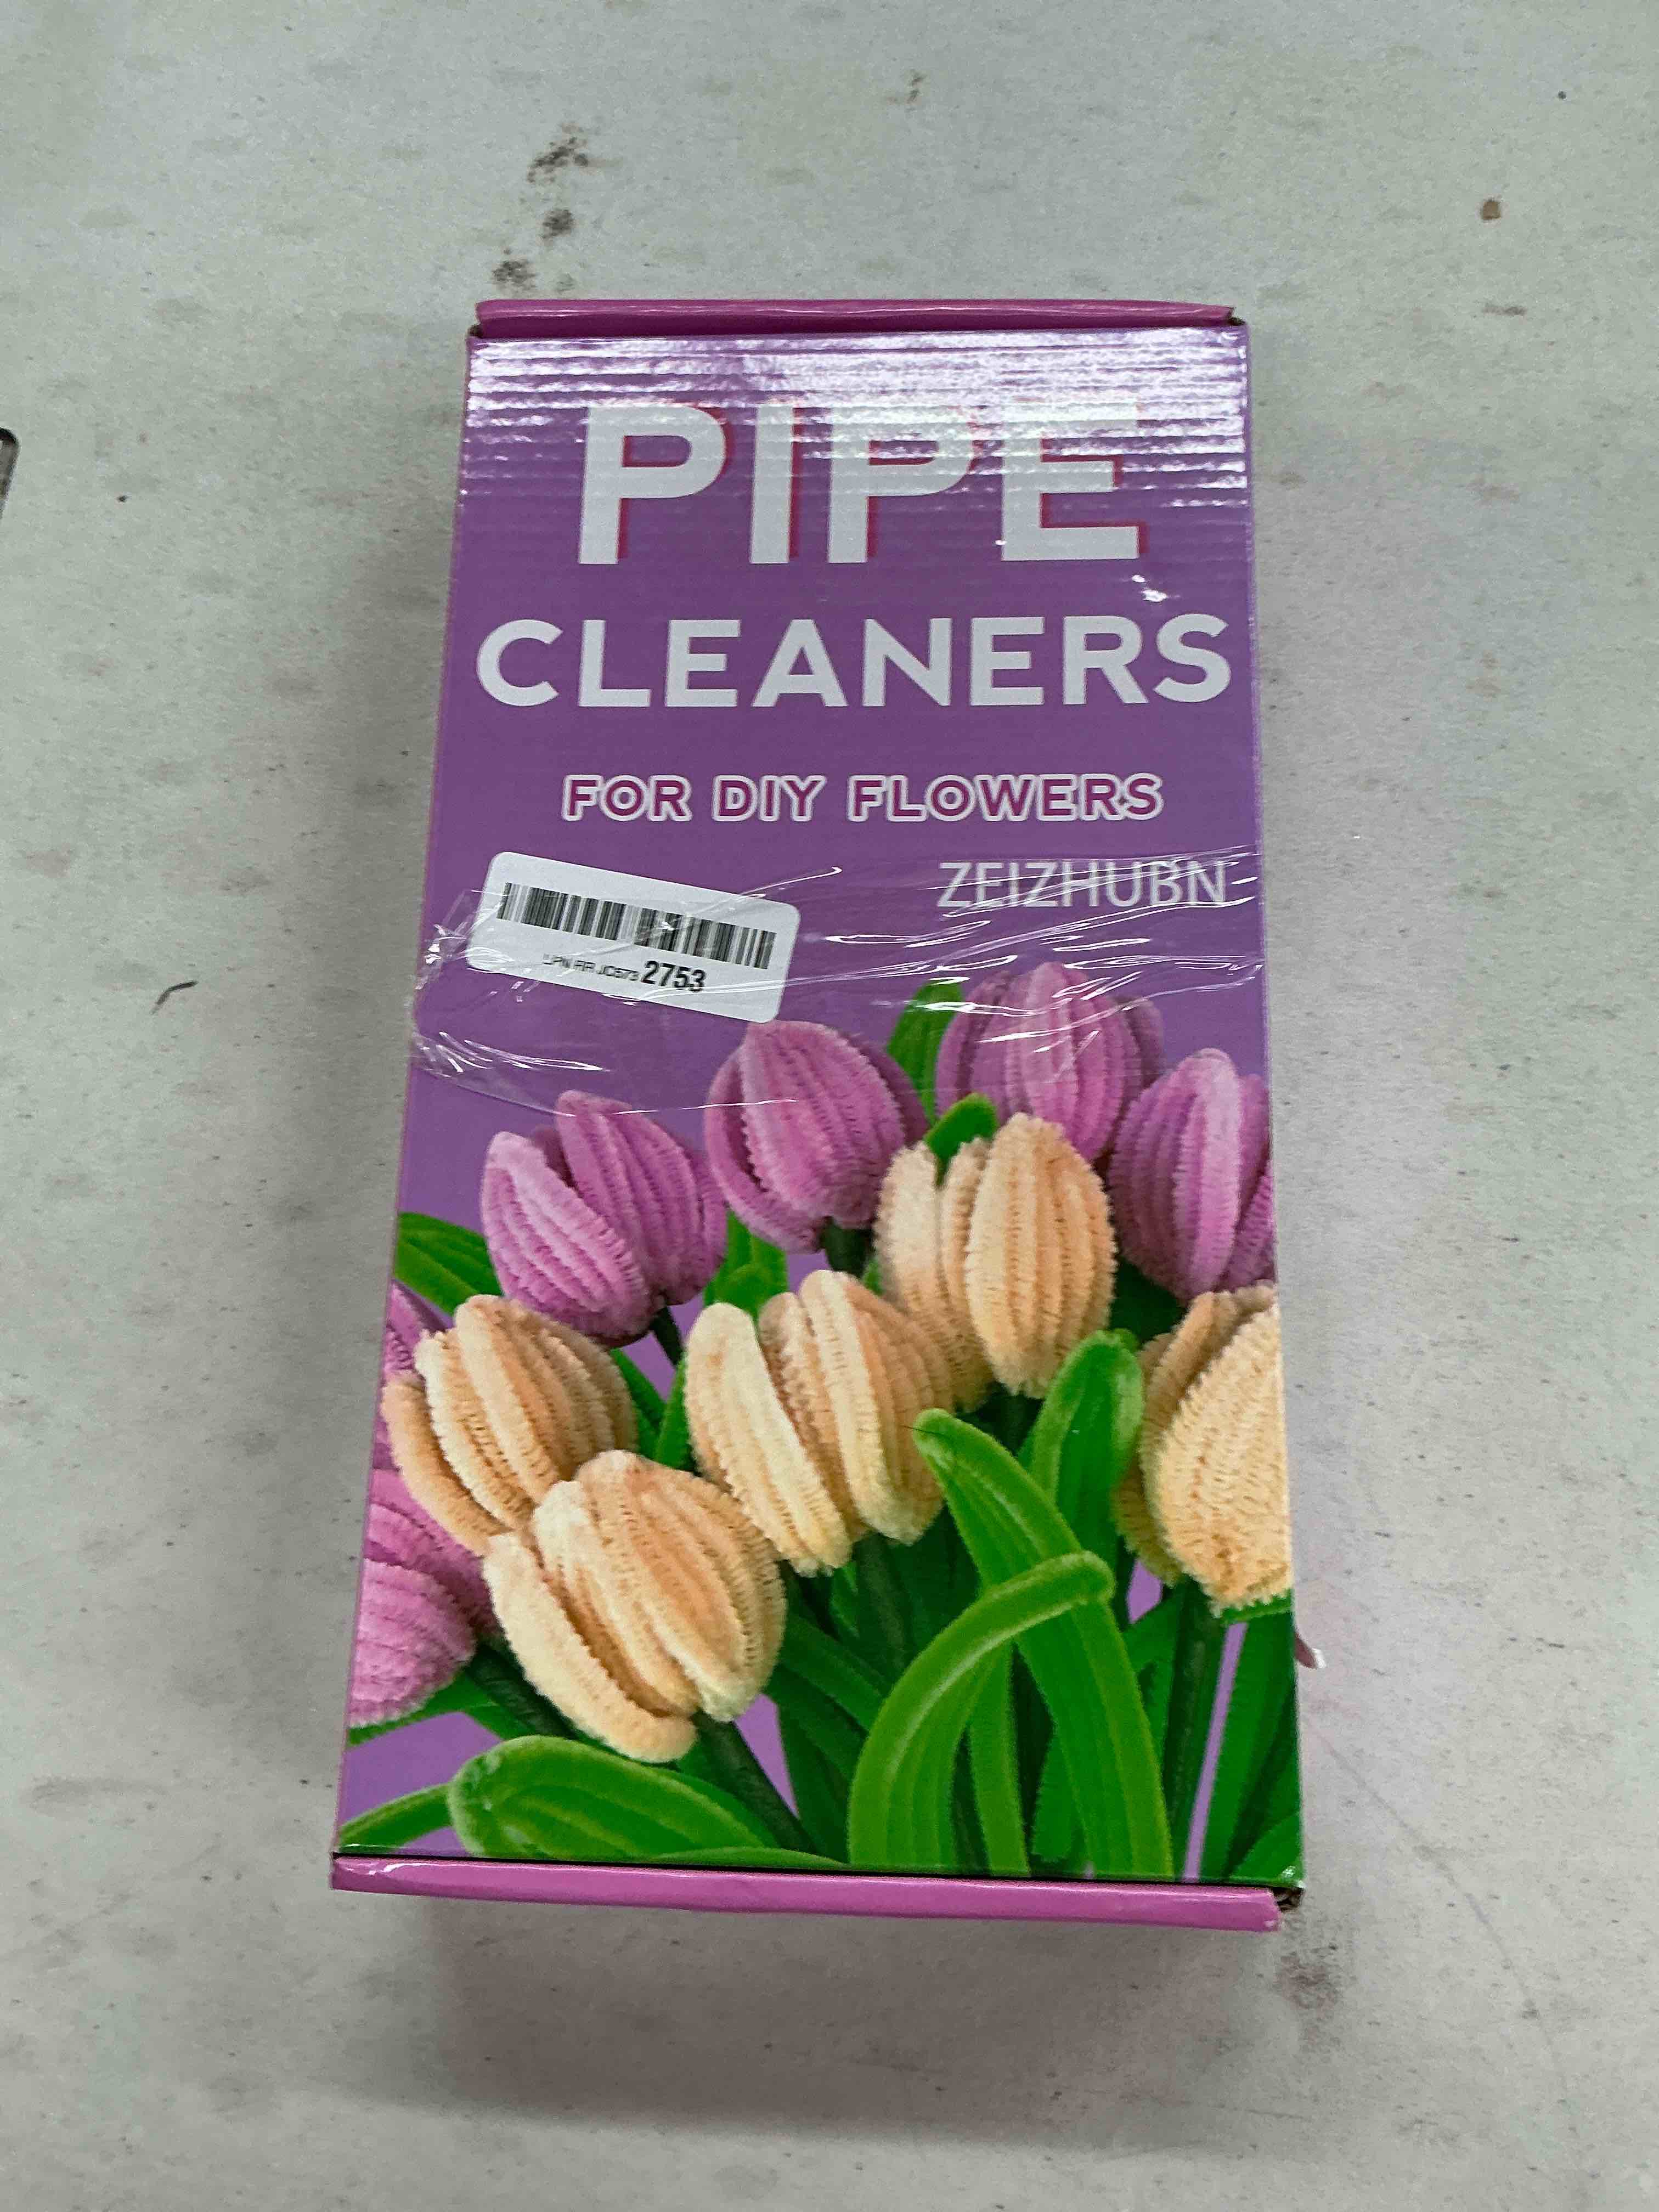 PIPE
CLEANERS
FOR DIY FLOWERS
ZEIZHUBN
2753